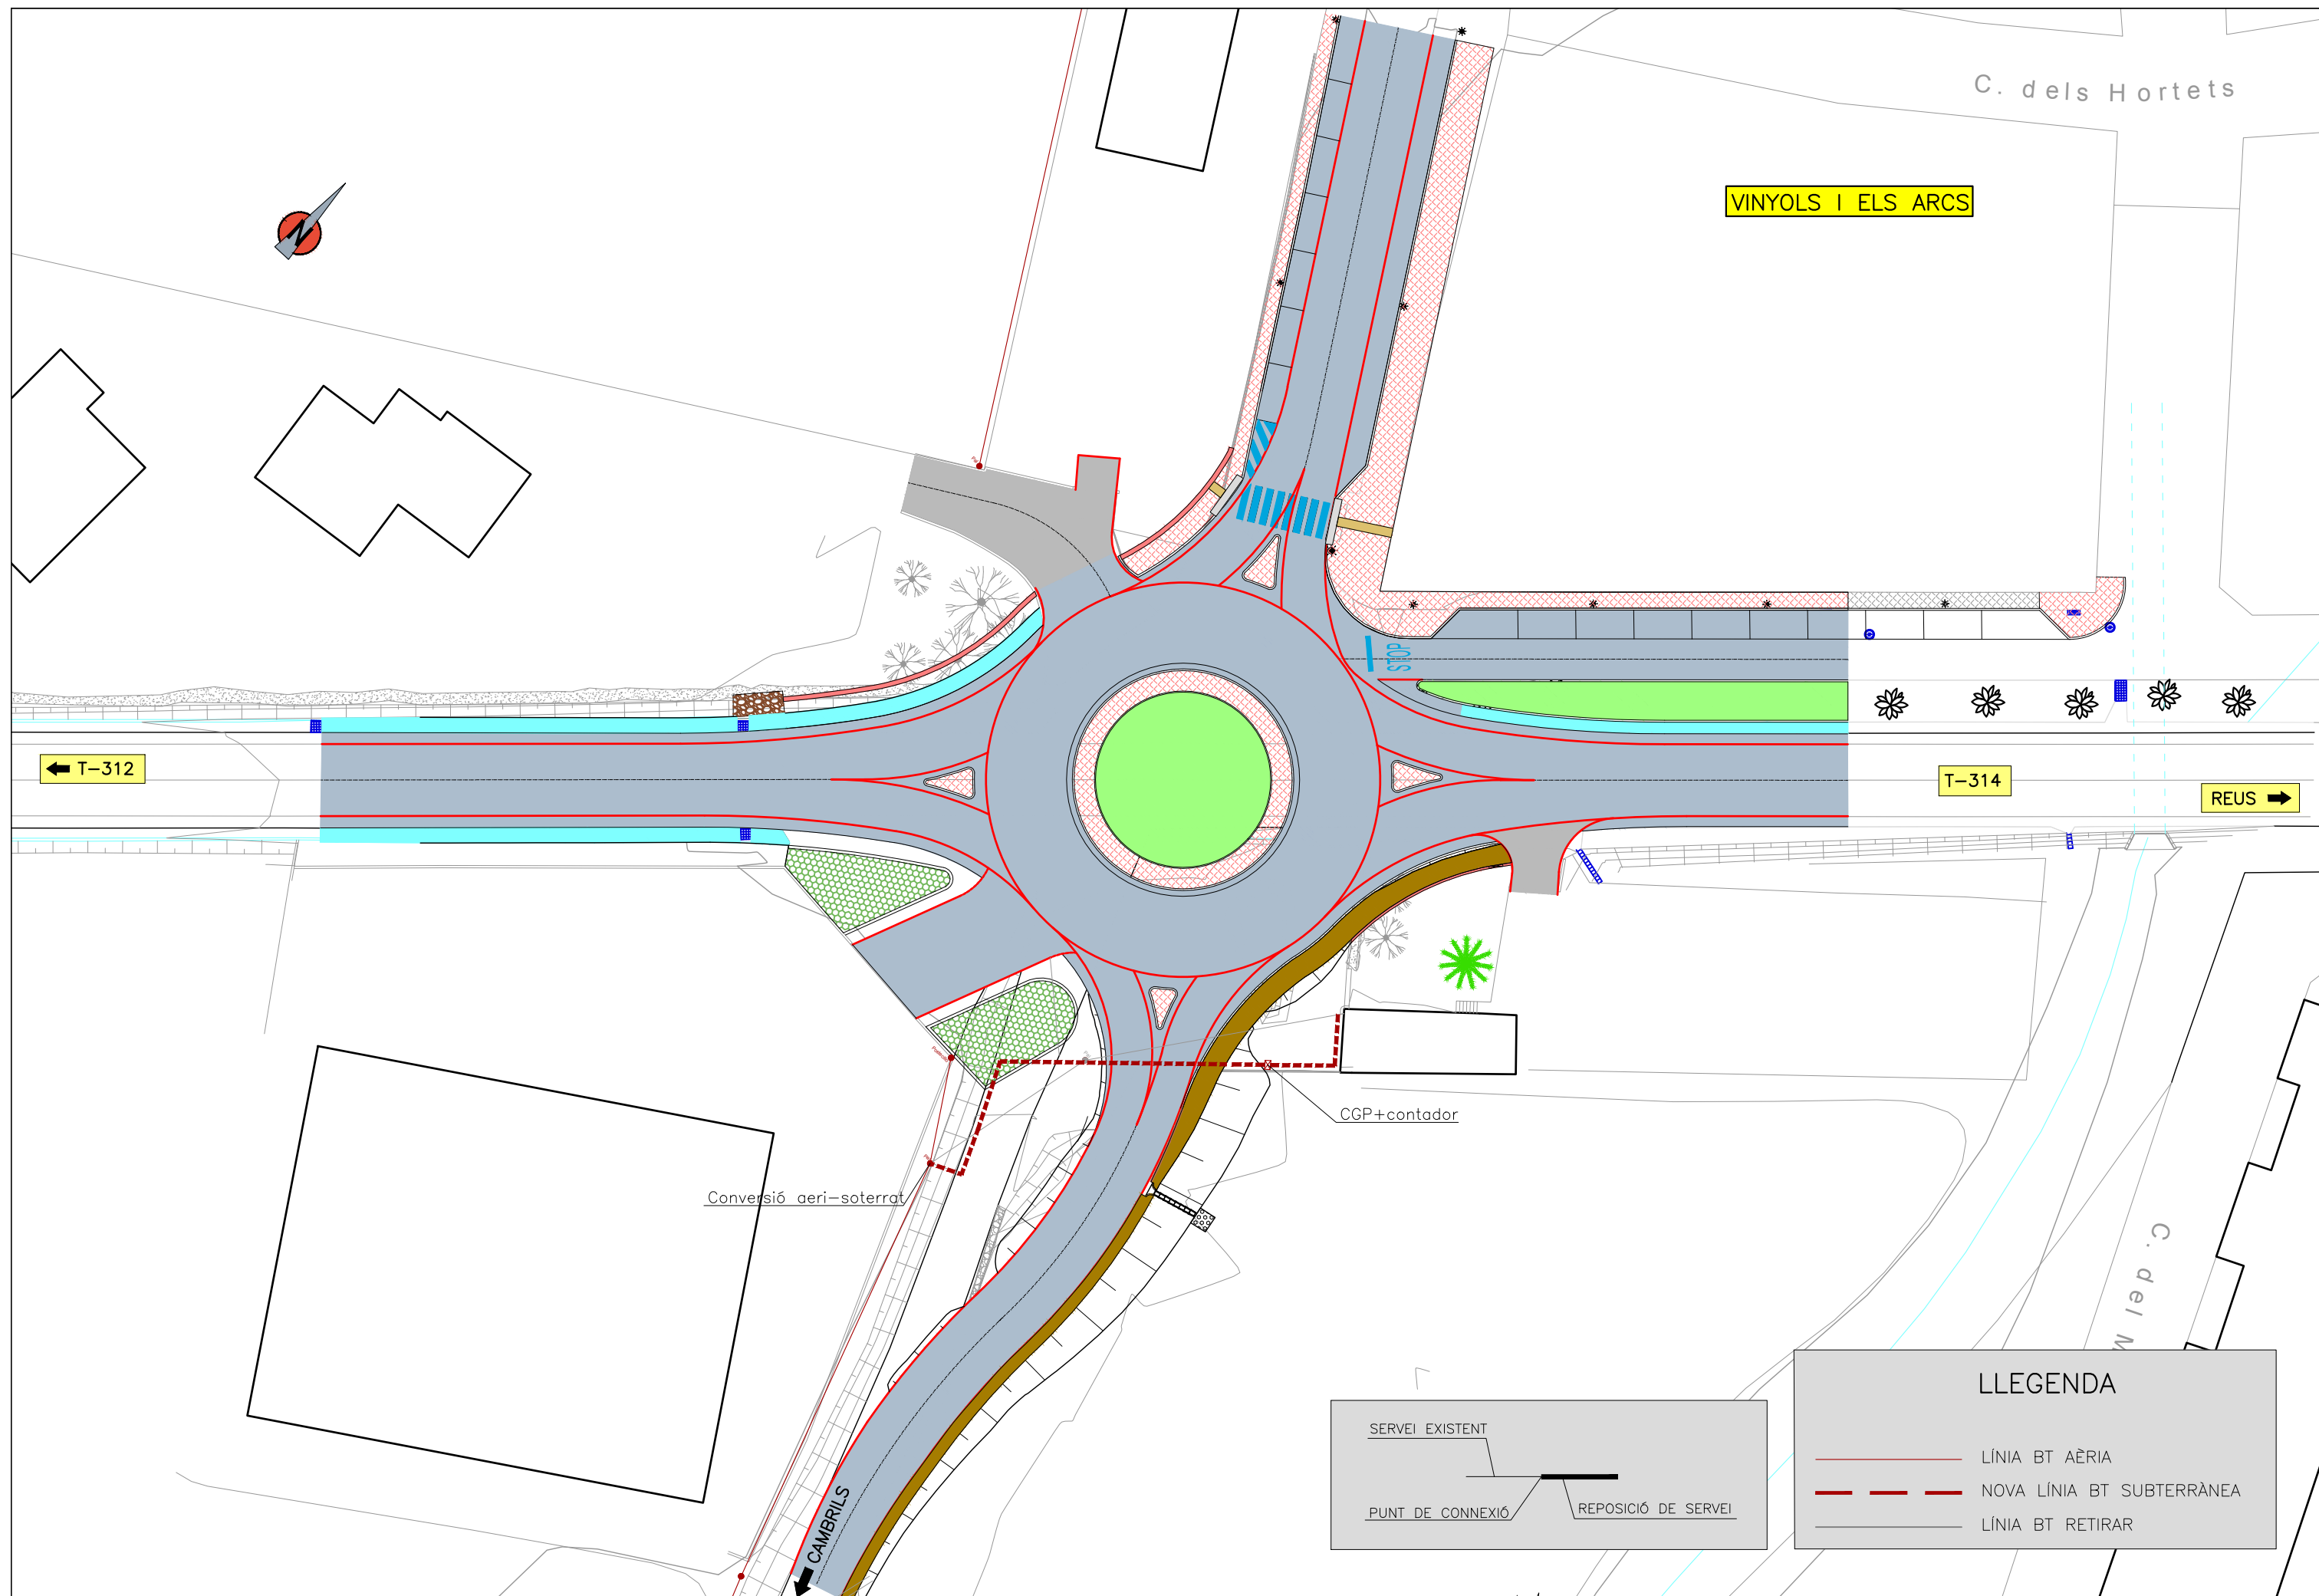 C. dels Hortets
VINYOLS I ELS ARCS
N
STOP
T-312
T-314
REUS
CGP+contador
Conversió aeri-soterrat
C. del M
CAMBRILS
SERVEI EXISTENT
PUNT DE CONNEXIÓ
REPOSICIÓ DE SERVEI
LLEGENDA
LÍNIA BT AÈRIA
NOVA LÍNIA BT SUBTERRÀNEA
LÍNIA BT RETIRAR